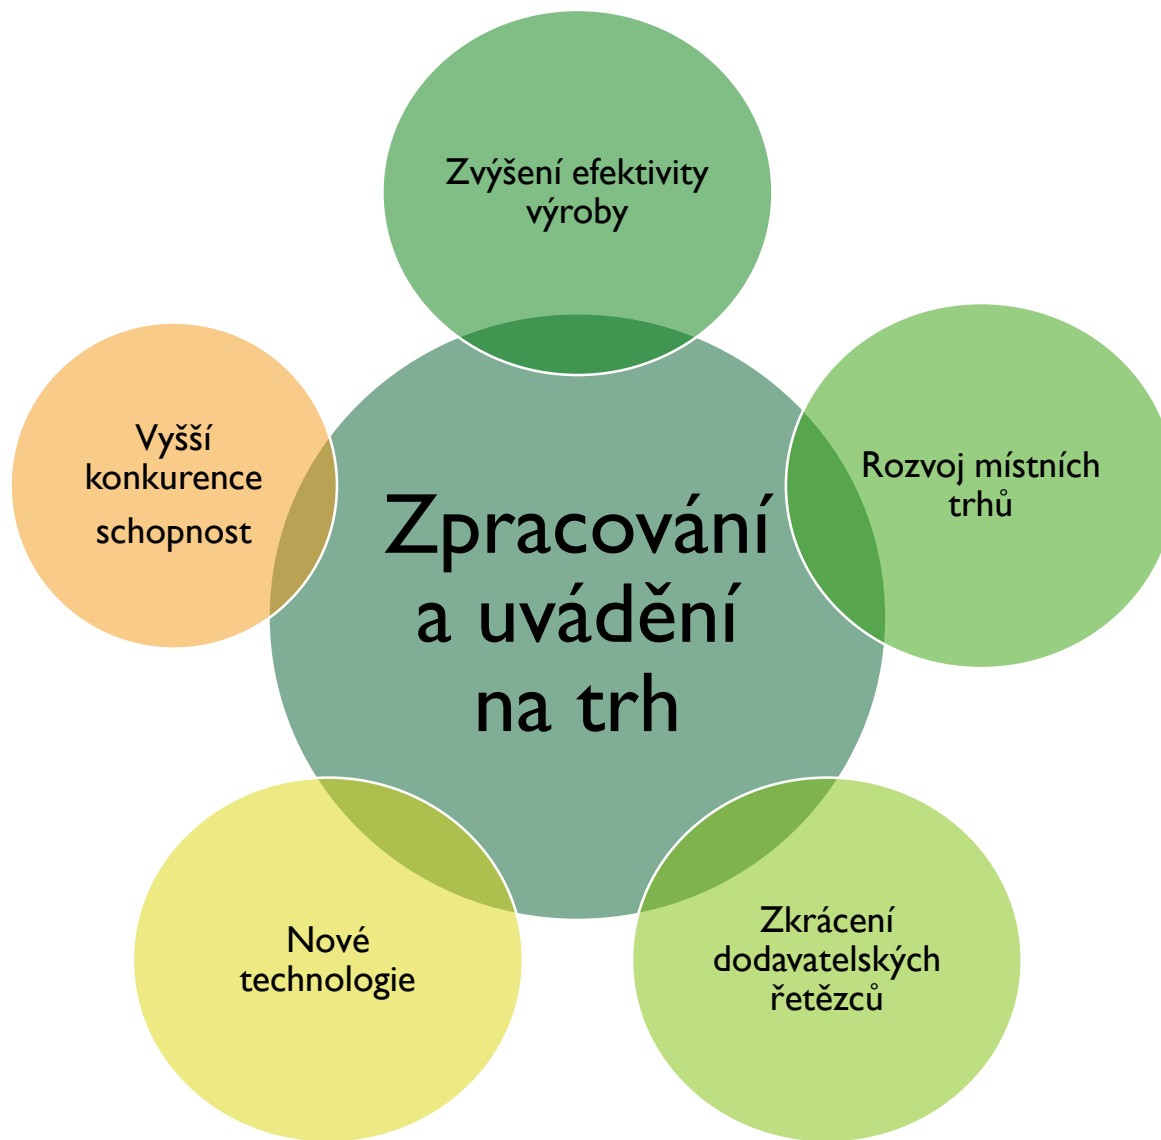 Zvýšení efektivity
výroby
Vyšší
konkurence
schopnost
Rozvoj místních
trhů
Zpracování
a uvádění
na trh
Nové
technologie
Zkrácení
dodavatelských
řetězců